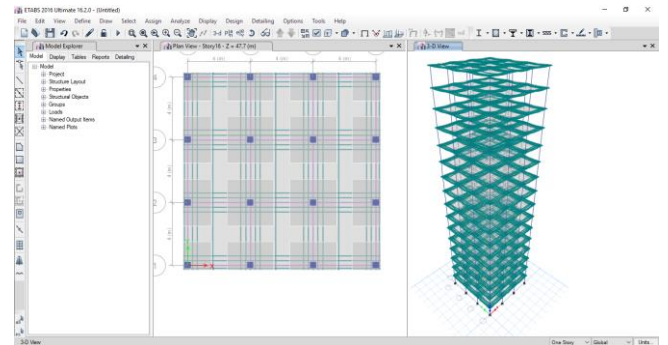 ETABS 2016 Ultimate 16.2.0 - (Untitled)
File Edit View Define Draw Select Assign Analyze Display Design Detailing Options Tools Help
Model Explorer
Plan View - Story16 - Z = 47.7 (m)
3-D View
Model Display Tables Reports Detailing
Model
Project
Structure Layout
Properties
Structural Objects
Groups
Loads
Named Output Items
Named Plots
X
3-D View
One Story
Global
Units...